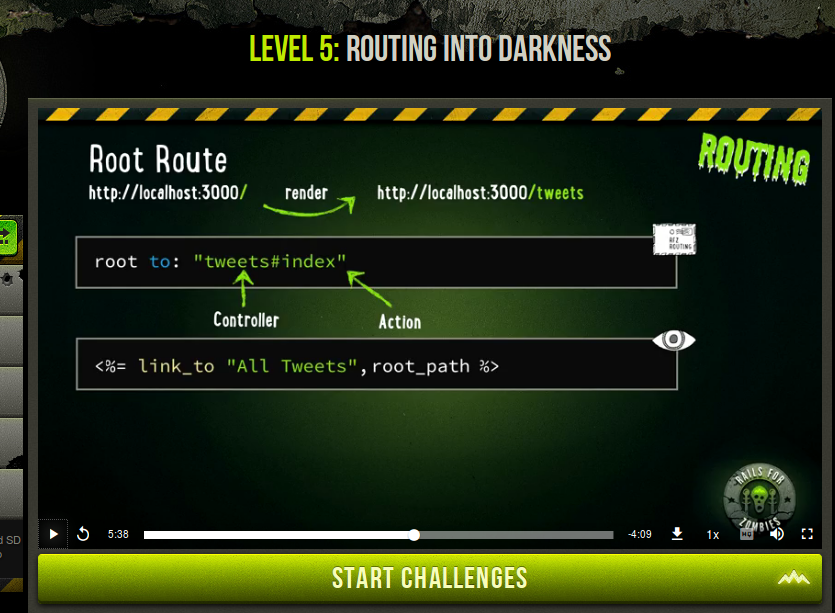 LEVEL 5: ROUTING INTO DARKNESS
ROUTING
Root Route
http://localhost:3000/ render http://localhost:3000/tweets
RFZ
ROUTING
root to: "tweets#index"
Controller Action
<%= link_to "All Tweets",root_path %>
RAILS FOR
ZOMBIES
d SD
5:38 -4:09 1x HQ
START CHALLENGES